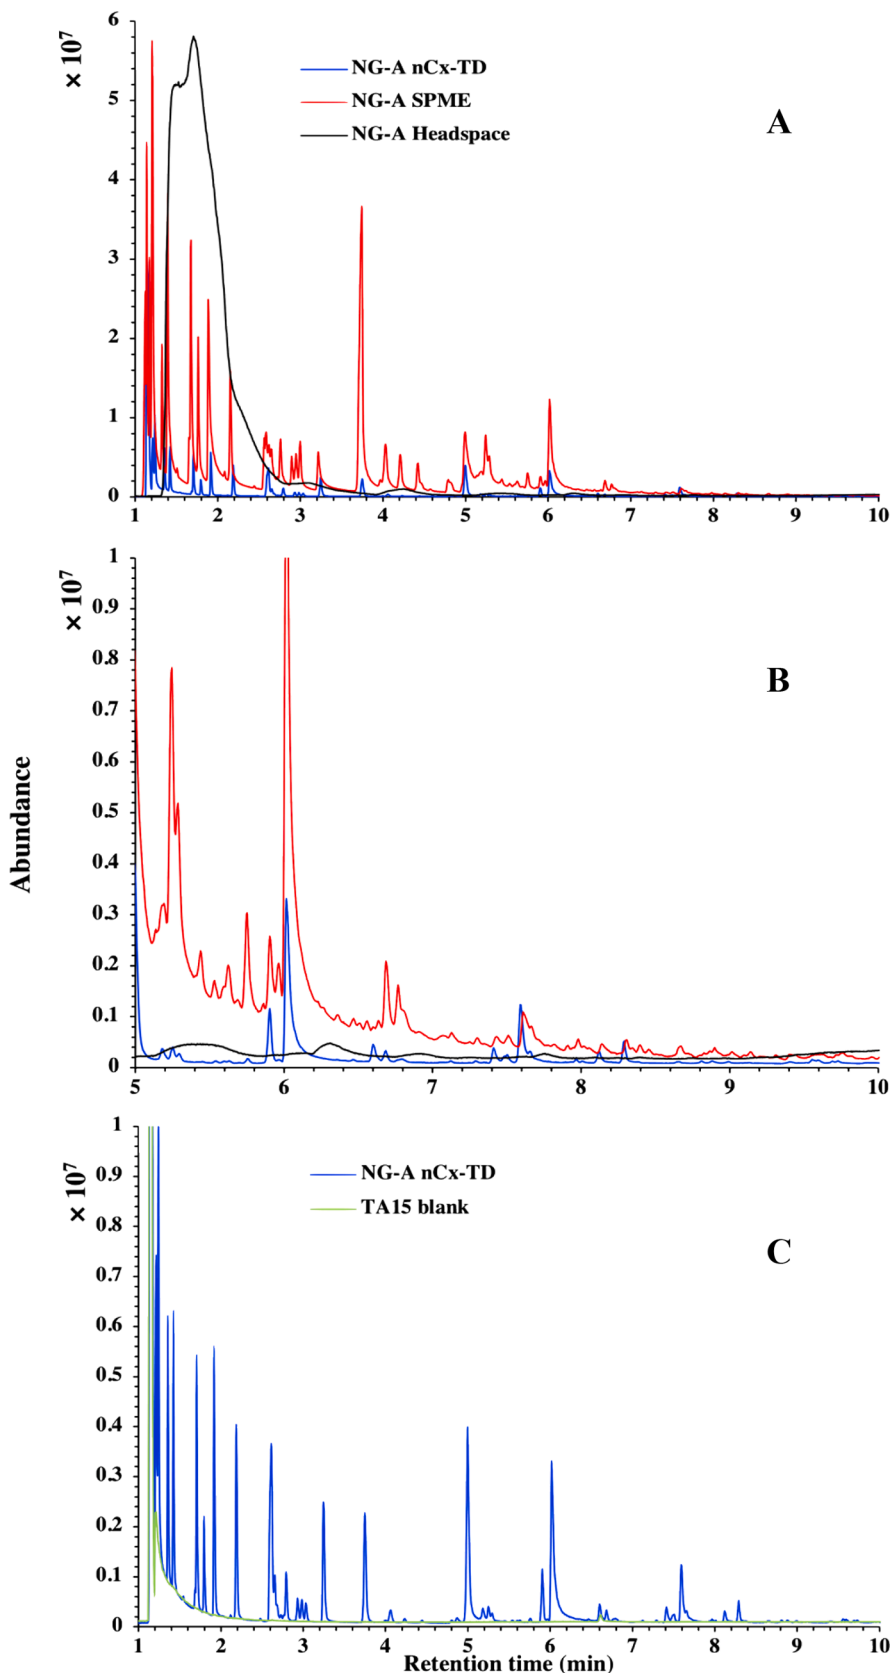 6
× 10⁷
NG-A nCx-TD
5
NG-A SPME
A
NG-A Headspace
4
3
2
1
0
1 2 3 4 5 6 7 8 9 10
1
× 10⁷
0.9
0.8
B
0.7
0.6
Abundance
0.5
0.4
0.3
0.2
0.1
0
5 6 7 8 9 10
1
× 10⁷
NG-A nCx-TD
0.9
TA15 blank
0.8
C
0.7
0.6
0.5
0.4
0.3
0.2
0.1
0
1 2 3 4 5 6 7 8 9 10
Retention time (min)